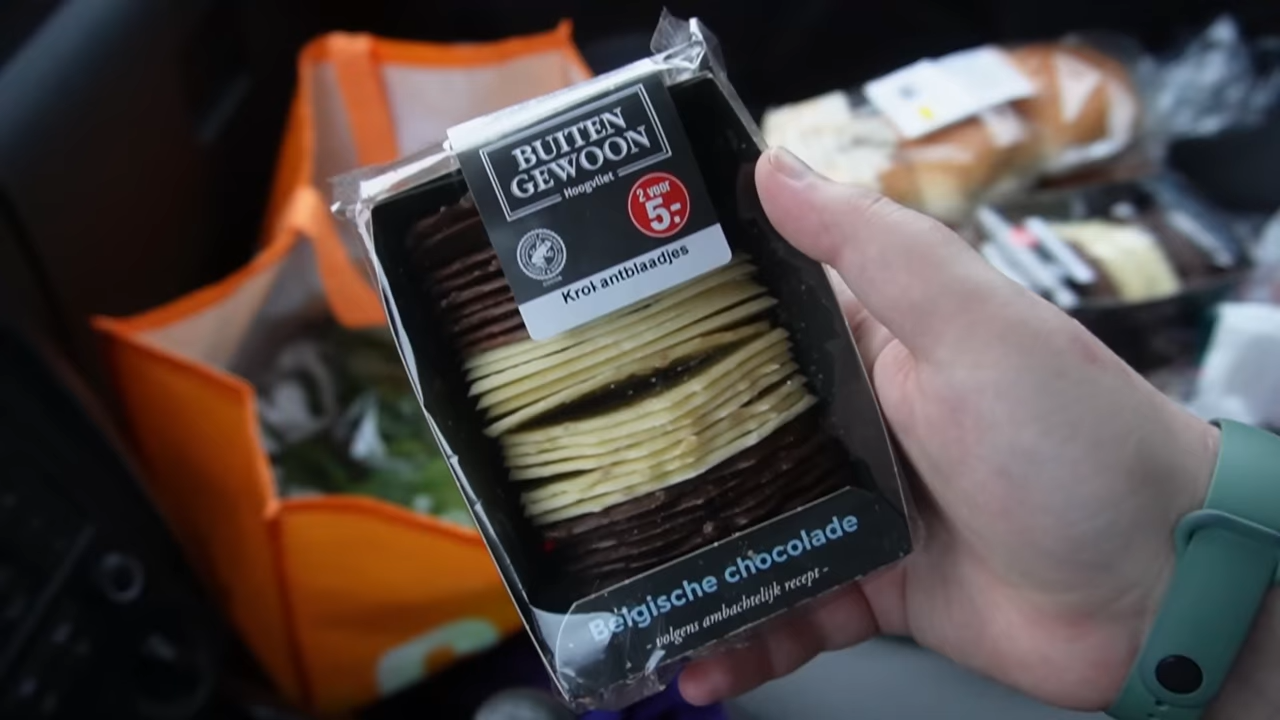 BUITEN
GEWOON
Hoogvliet
2 voor
5.-
Krokantblaadjes
Belgische chocolade
volgens ambachtelijk recept -